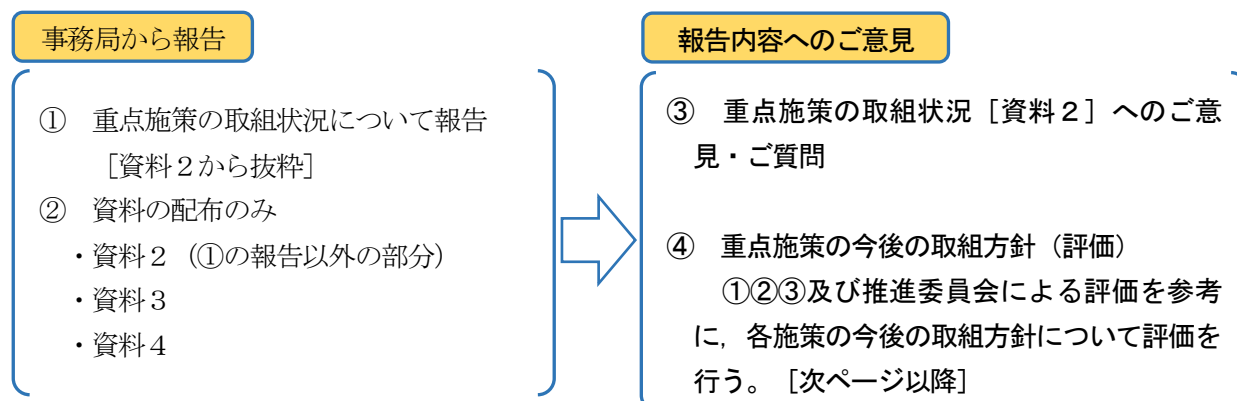 事務局から報告
① 重点施策の取組状況について報告
［資料２から抜粋］
② 資料の配布のみ
・資料２（①の報告以外の部分）
・資料３
・資料４
報告内容へのご意見
③ 重点施策の取組状況［資料２］へのご意
見・ご質問
④ 重点施策の今後の取組方針（評価）
①②③及び推進委員会による評価を参考
に，各施策の今後の取組方針について評価を
行う。［次ページ以降］